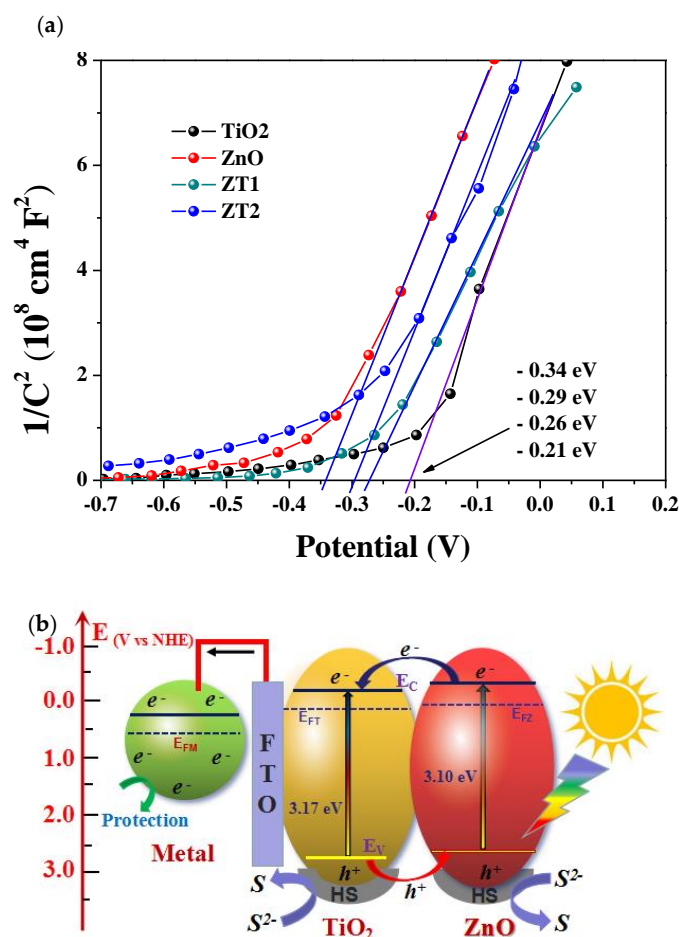 (a)
8
6
4
2
0
1/C² (10⁸ cm⁴ F²)
TiO2
ZnO
ZT1
ZT2
- 0.34 eV
- 0.29 eV
- 0.26 eV
- 0.21 eV
-0.7 -0.6 -0.5 -0.4 -0.3 -0.2 -0.1 0.0 0.1 0.2
Potential (V)
(b)
E (V vs NHE)
-1.0
0.0
1.0
2.0
3.0
e⁻ e⁻
E_FM
e⁻ e⁻
e⁻
Protection
Metal
FTO
e⁻
e⁻ E_C e⁻
E_FT E_FZ
3.17 eV 3.10 eV
E_V
h⁺ h⁺ h⁺
HS HS
S S²⁻
S²⁻ S
TiO₂ ZnO